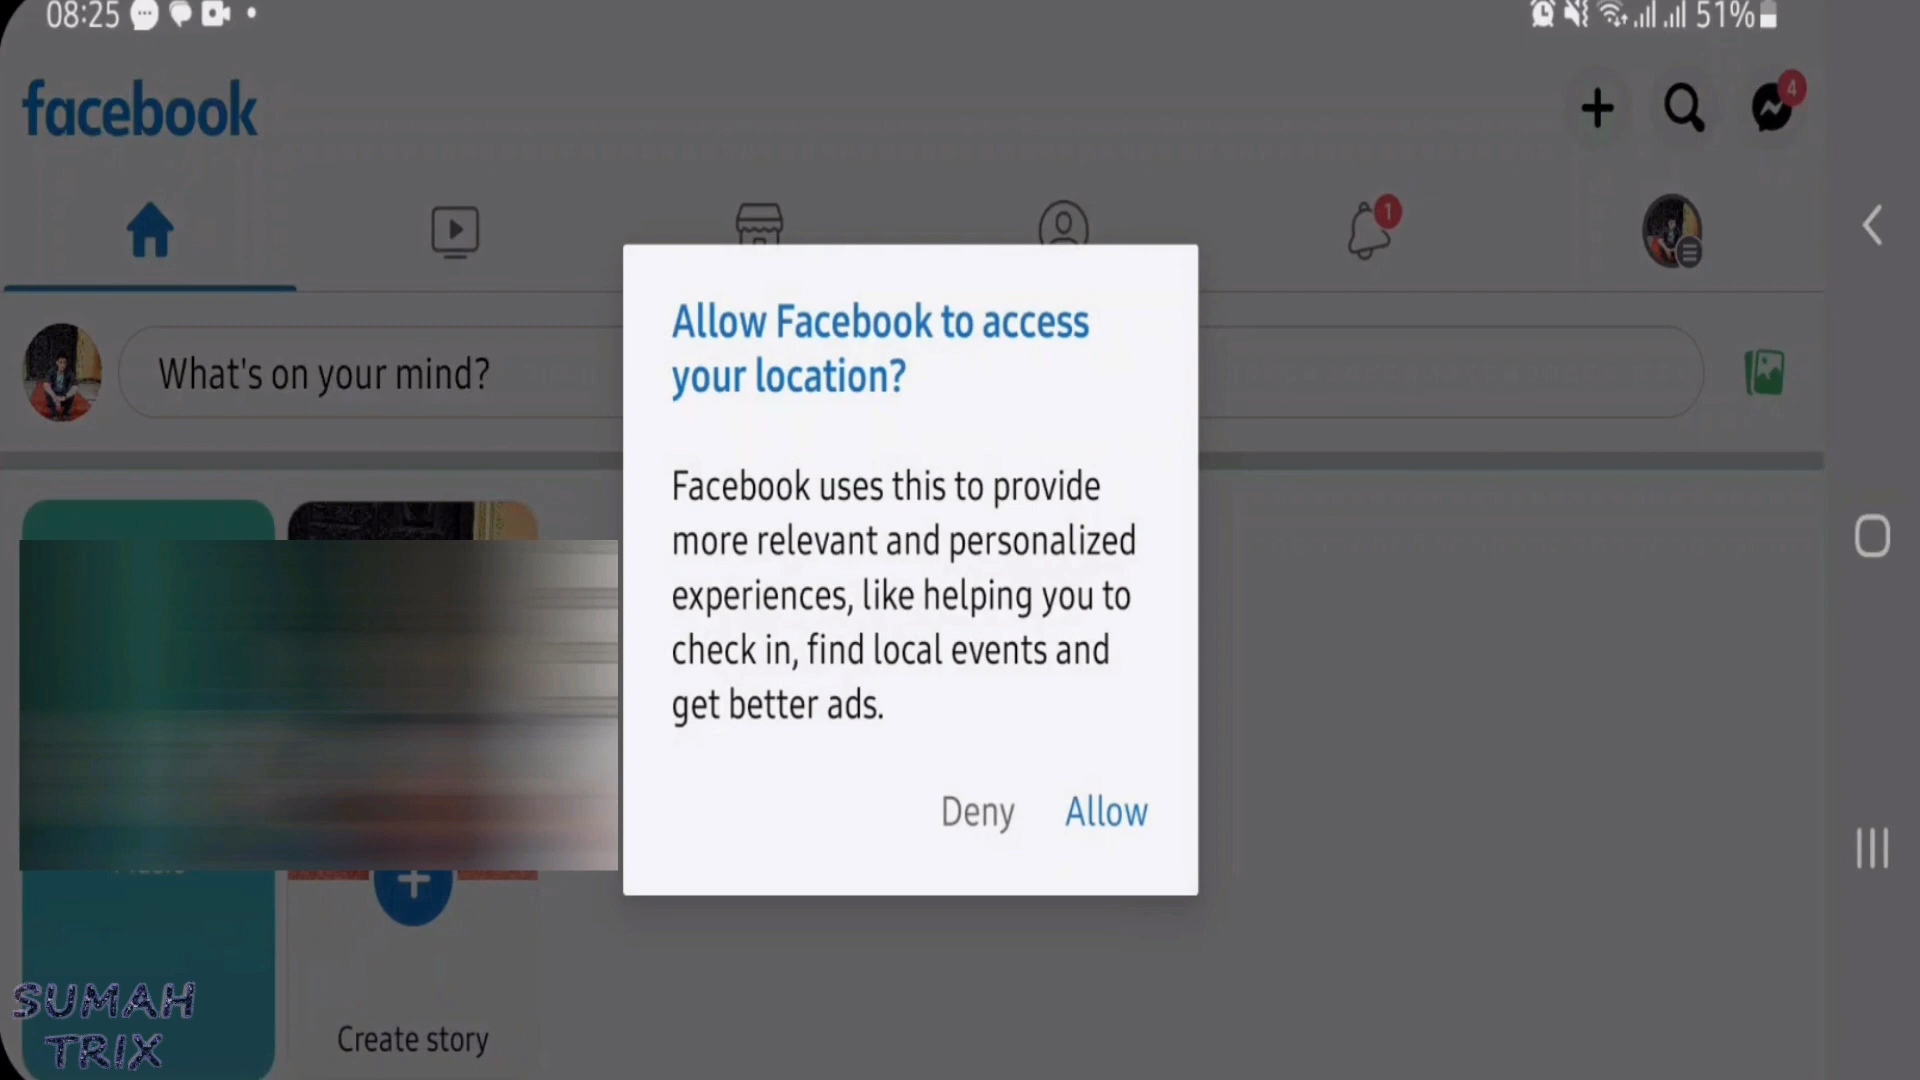 08:25
51%
facebook
4
1
What's on your mind?
Allow Facebook to access
your location?
Facebook uses this to provide
more relevant and personalized
experiences, like helping you to
check in, find local events and
get better ads.
Deny Allow
Create story
SUMAH
TRIX